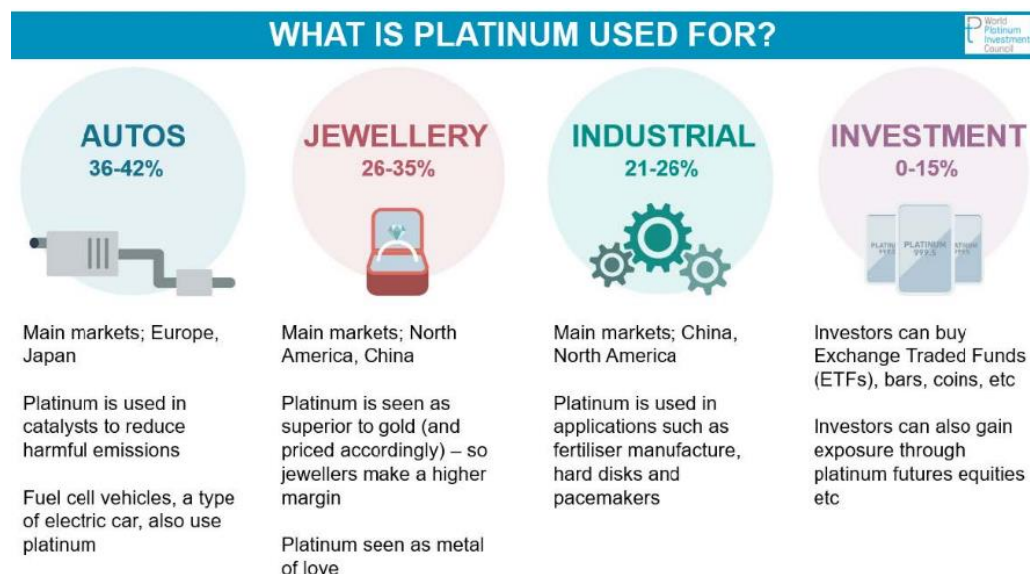 WHAT IS PLATINUM USED FOR?
World
Platinum
Investment
Council
AUTOS
36-42%
Main markets; Europe,
Japan
Platinum is used in
catalysts to reduce
harmful emissions
Fuel cell vehicles, a type
of electric car, also use
platinum
JEWELLERY
26-35%
Main markets; North
America, China
Platinum is seen as
superior to gold (and
priced accordingly) – so
jewellers make a higher
margin
Platinum seen as metal
of love
INDUSTRIAL
21-26%
Main markets; China,
North America
Platinum is used in
applications such as
fertiliser manufacture,
hard disks and
pacemakers
INVESTMENT
0-15%
PLATINUM
999.5
Investors can buy
Exchange Traded Funds
(ETFs), bars, coins, etc
Investors can also gain
exposure through
platinum futures equities
etc